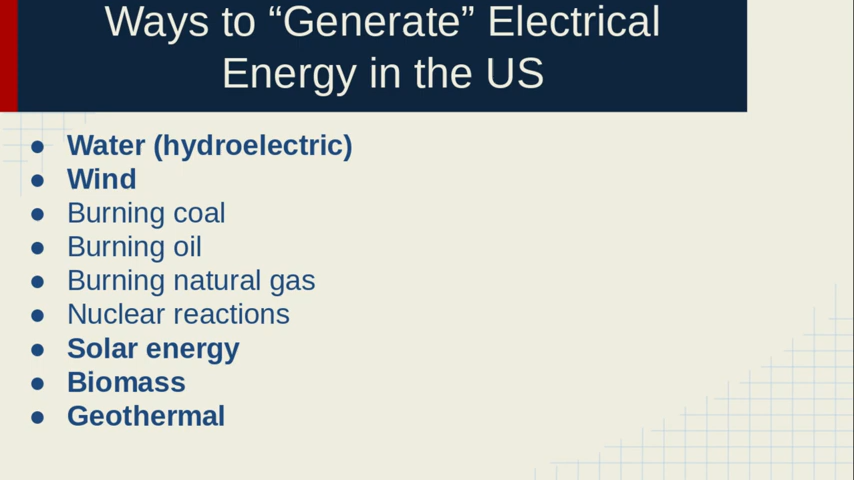 Ways to “Generate” Electrical
Energy in the US
● Water (hydroelectric)
● Wind
● Burning coal
● Burning oil
● Burning natural gas
● Nuclear reactions
● Solar energy
● Biomass
● Geothermal